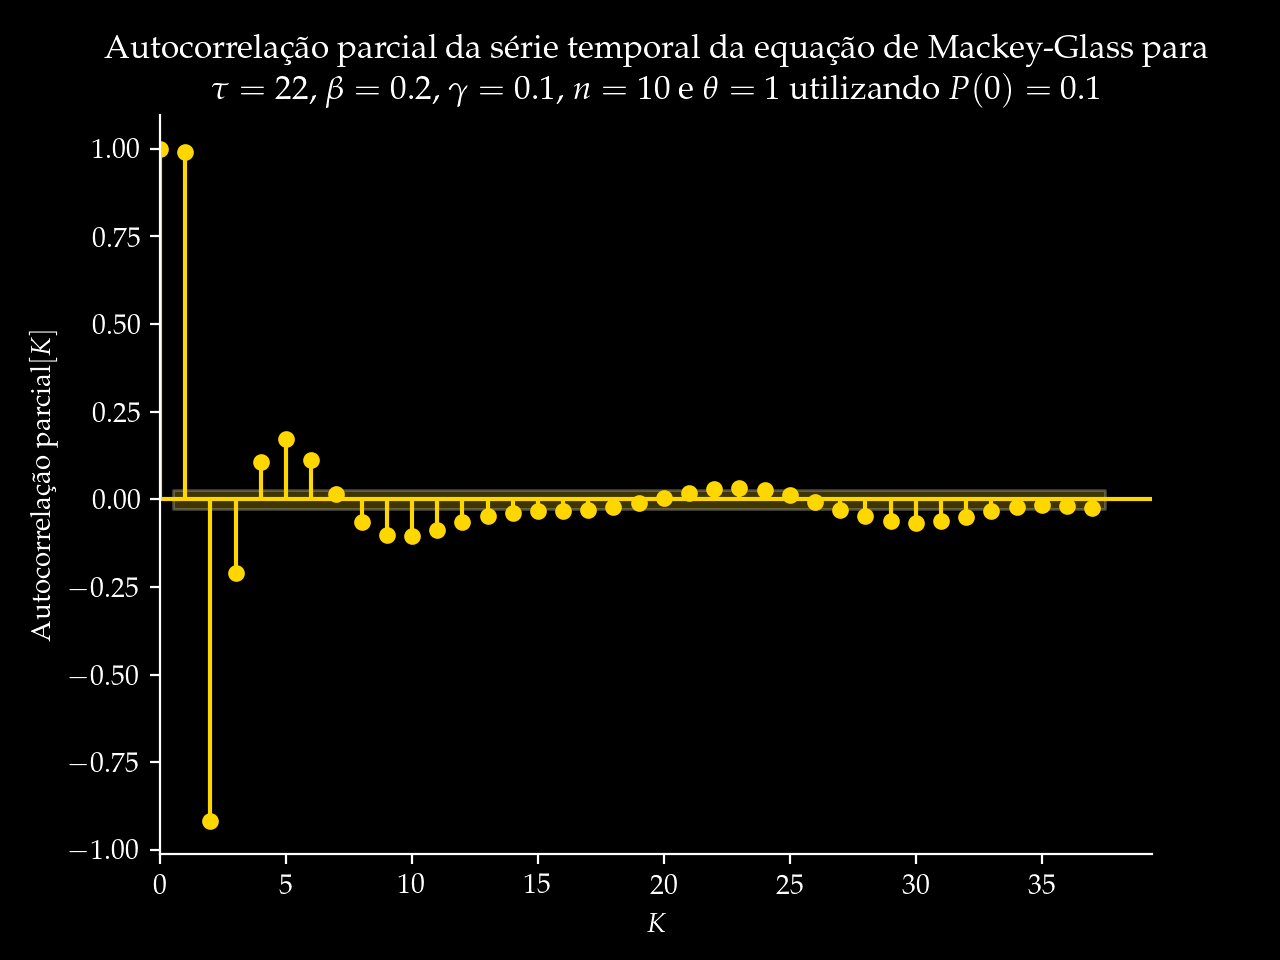 Autocorrelação parcial da série temporal da equação de Mackey-Glass para
τ = 22, β = 0.2, γ = 0.1, n = 10 e θ = 1 utilizando P(0) = 0.1
1.00
0.75
0.50
0.25
0.00
−0.25
−0.50
−0.75
−1.00
Autocorrelação parcial[K]
0 5 10 15 20 25 30 35
K